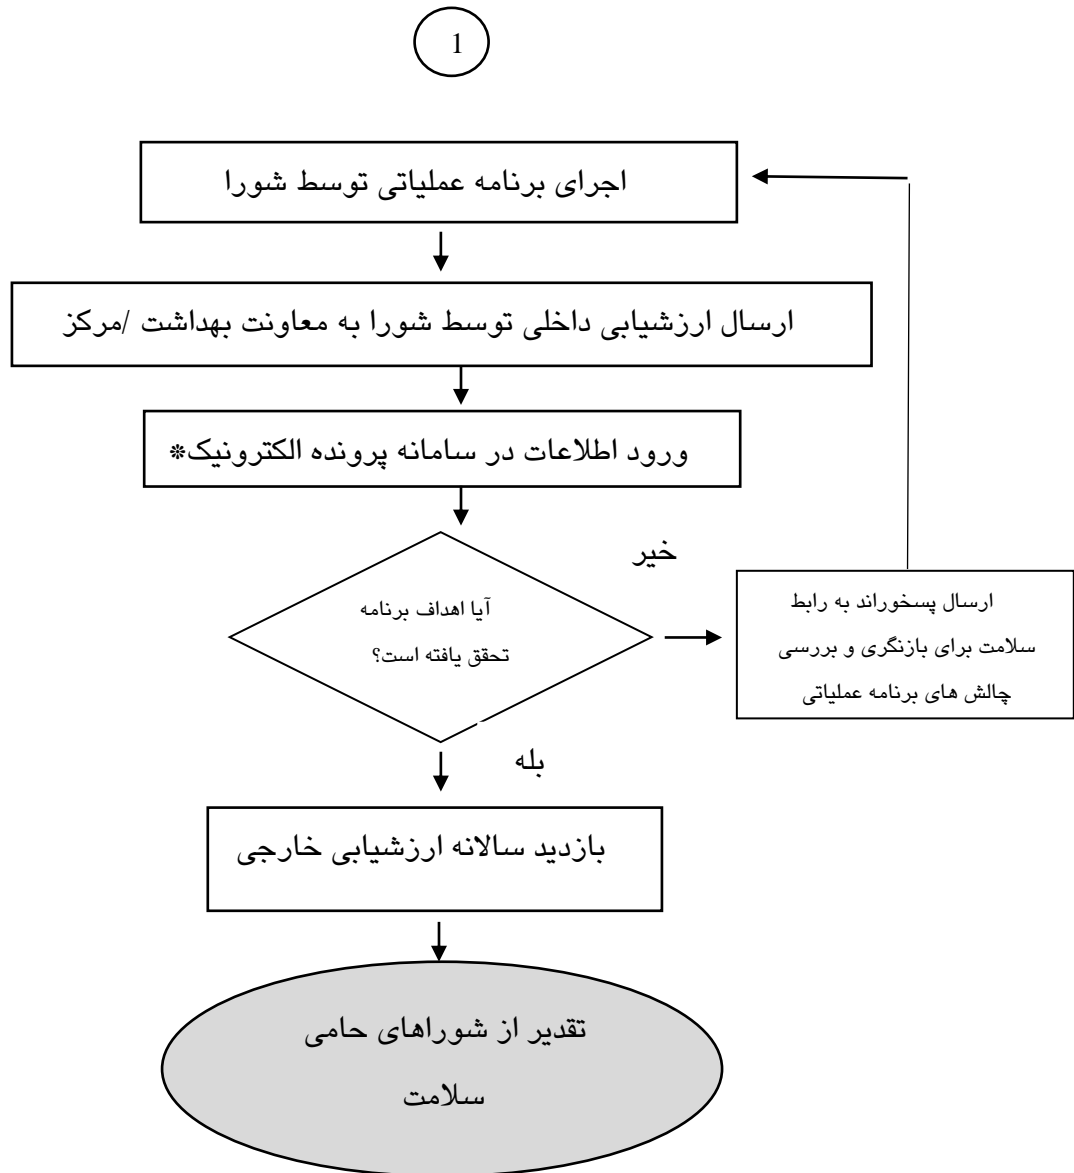 1
اجرای برنامه عملیاتی توسط شورا
ارسال ارزشیابی داخلی توسط شورا به معاونت بهداشت /مرکز
ورود اطلاعات در سامانه پرونده الکترونیک*
خیر
آیا اهداف برنامه
تحقق یافته است؟
ارسال پسخوراند به رابط
سلامت برای بازنگری و بررسی
چالش های برنامه عملیاتی
بله
بازدید سالانه ارزشیابی خارجی
تقدیر از شوراهای حامی
سلامت